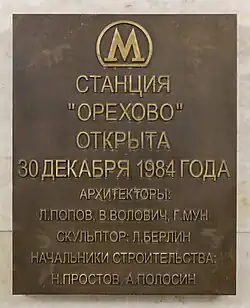 М
СТАНЦИЯ
"ОРЕХОВО"
ОТКРЫТА
30 ДЕКАБРЯ 1984 ГОДА
АРХИТЕКТОРЫ:
Л.ПОПОВ, В.ВОЛОВИЧ, Г.МУН
СКУЛЬПТОР: Л.БЕРЛИН
НАЧАЛЬНИКИ СТРОИТЕЛЬСТВА:
Н.ПРОСТОВ, А.ПОЛОСИН